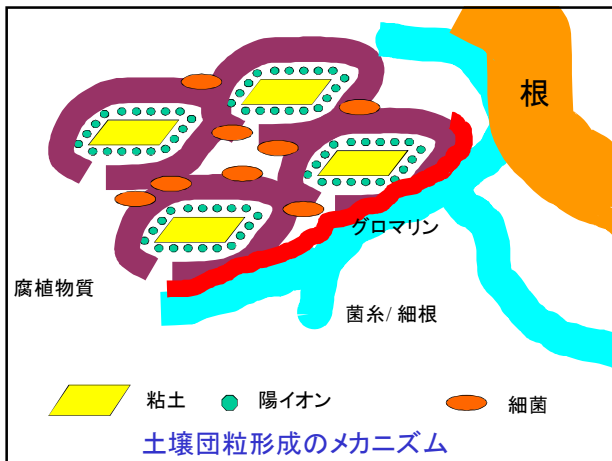 根
グロマリン
腐植物質
菌糸/ 細根
粘土
陽イオン
細菌
土壌団粒形成のメカニズム